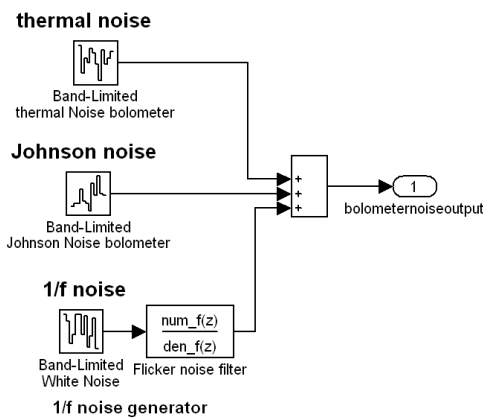 thermal noise
Band-Limited
thermal Noise bolometer
Johnson noise
Band-Limited
Johnson Noise bolometer
+
+
+
1
bolometernoiseoutput
1/f noise
Band-Limited
White Noise
num_f(z)
den_f(z)
Flicker noise filter
1/f noise generator